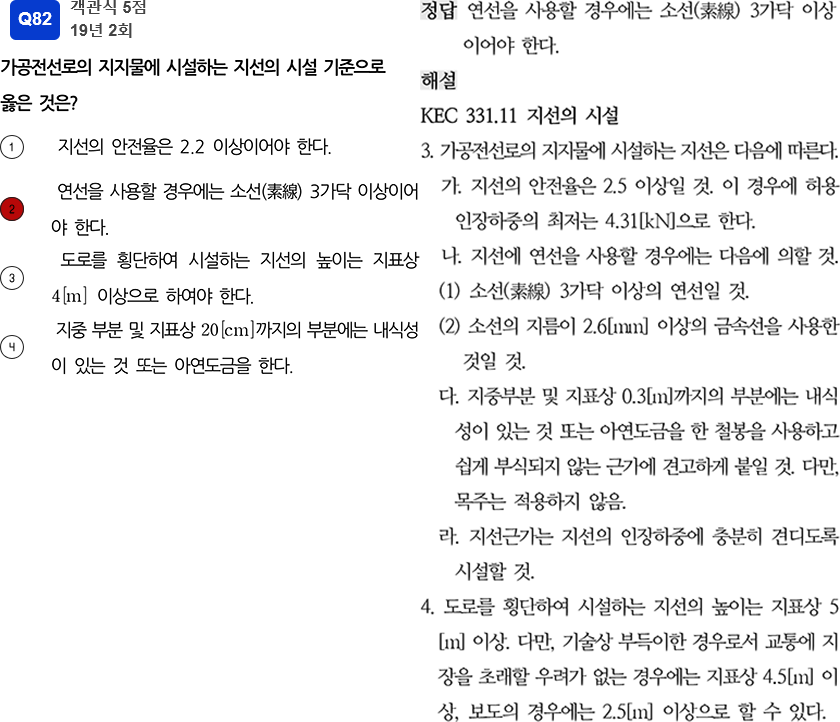 Q82
객관식 5점
19년 2회
가공전선로의 지지물에 시설하는 지선의 시설 기준으로
옳은 것은?
1 지선의 안전율은 2.2 이상이어야 한다.
2 연선을 사용할 경우에는 소선(素線) 3가닥 이상이어
야 한다.
3 도로를 횡단하여 시설하는 지선의 높이는 지표상
4[m] 이상으로 하여야 한다.
4 지중 부분 및 지표상 20[cm]까지의 부분에는 내식성
이 있는 것 또는 아연도금을 한다.
정답 연선을 사용할 경우에는 소선(素線) 3가닥 이상
이어야 한다.
해설
KEC 331.11 지선의 시설
3. 가공전선로의 지지물에 시설하는 지선은 다음에 따른다.
가. 지선의 안전율은 2.5 이상일 것. 이 경우에 허용
인장하중의 최저는 4.31[kN]으로 한다.
나. 지선에 연선을 사용할 경우에는 다음에 의할 것.
(1) 소선(素線) 3가닥 이상의 연선일 것.
(2) 소선의 지름이 2.6[mm] 이상의 금속선을 사용한
것일 것.
다. 지중부분 및 지표상 0.3[m]까지의 부분에는 내식
성이 있는 것 또는 아연도금을 한 철봉을 사용하고
쉽게 부식되지 않는 근가에 견고하게 붙일 것. 다만,
목주는 적용하지 않음.
라. 지선근가는 지선의 인장하중에 충분히 견디도록
시설할 것.
4. 도로를 횡단하여 시설하는 지선의 높이는 지표상 5
[m] 이상. 다만, 기술상 부득이한 경우로서 교통에 지
장을 초래할 우려가 없는 경우에는 지표상 4.5[m] 이
상, 보도의 경우에는 2.5[m] 이상으로 할 수 있다.